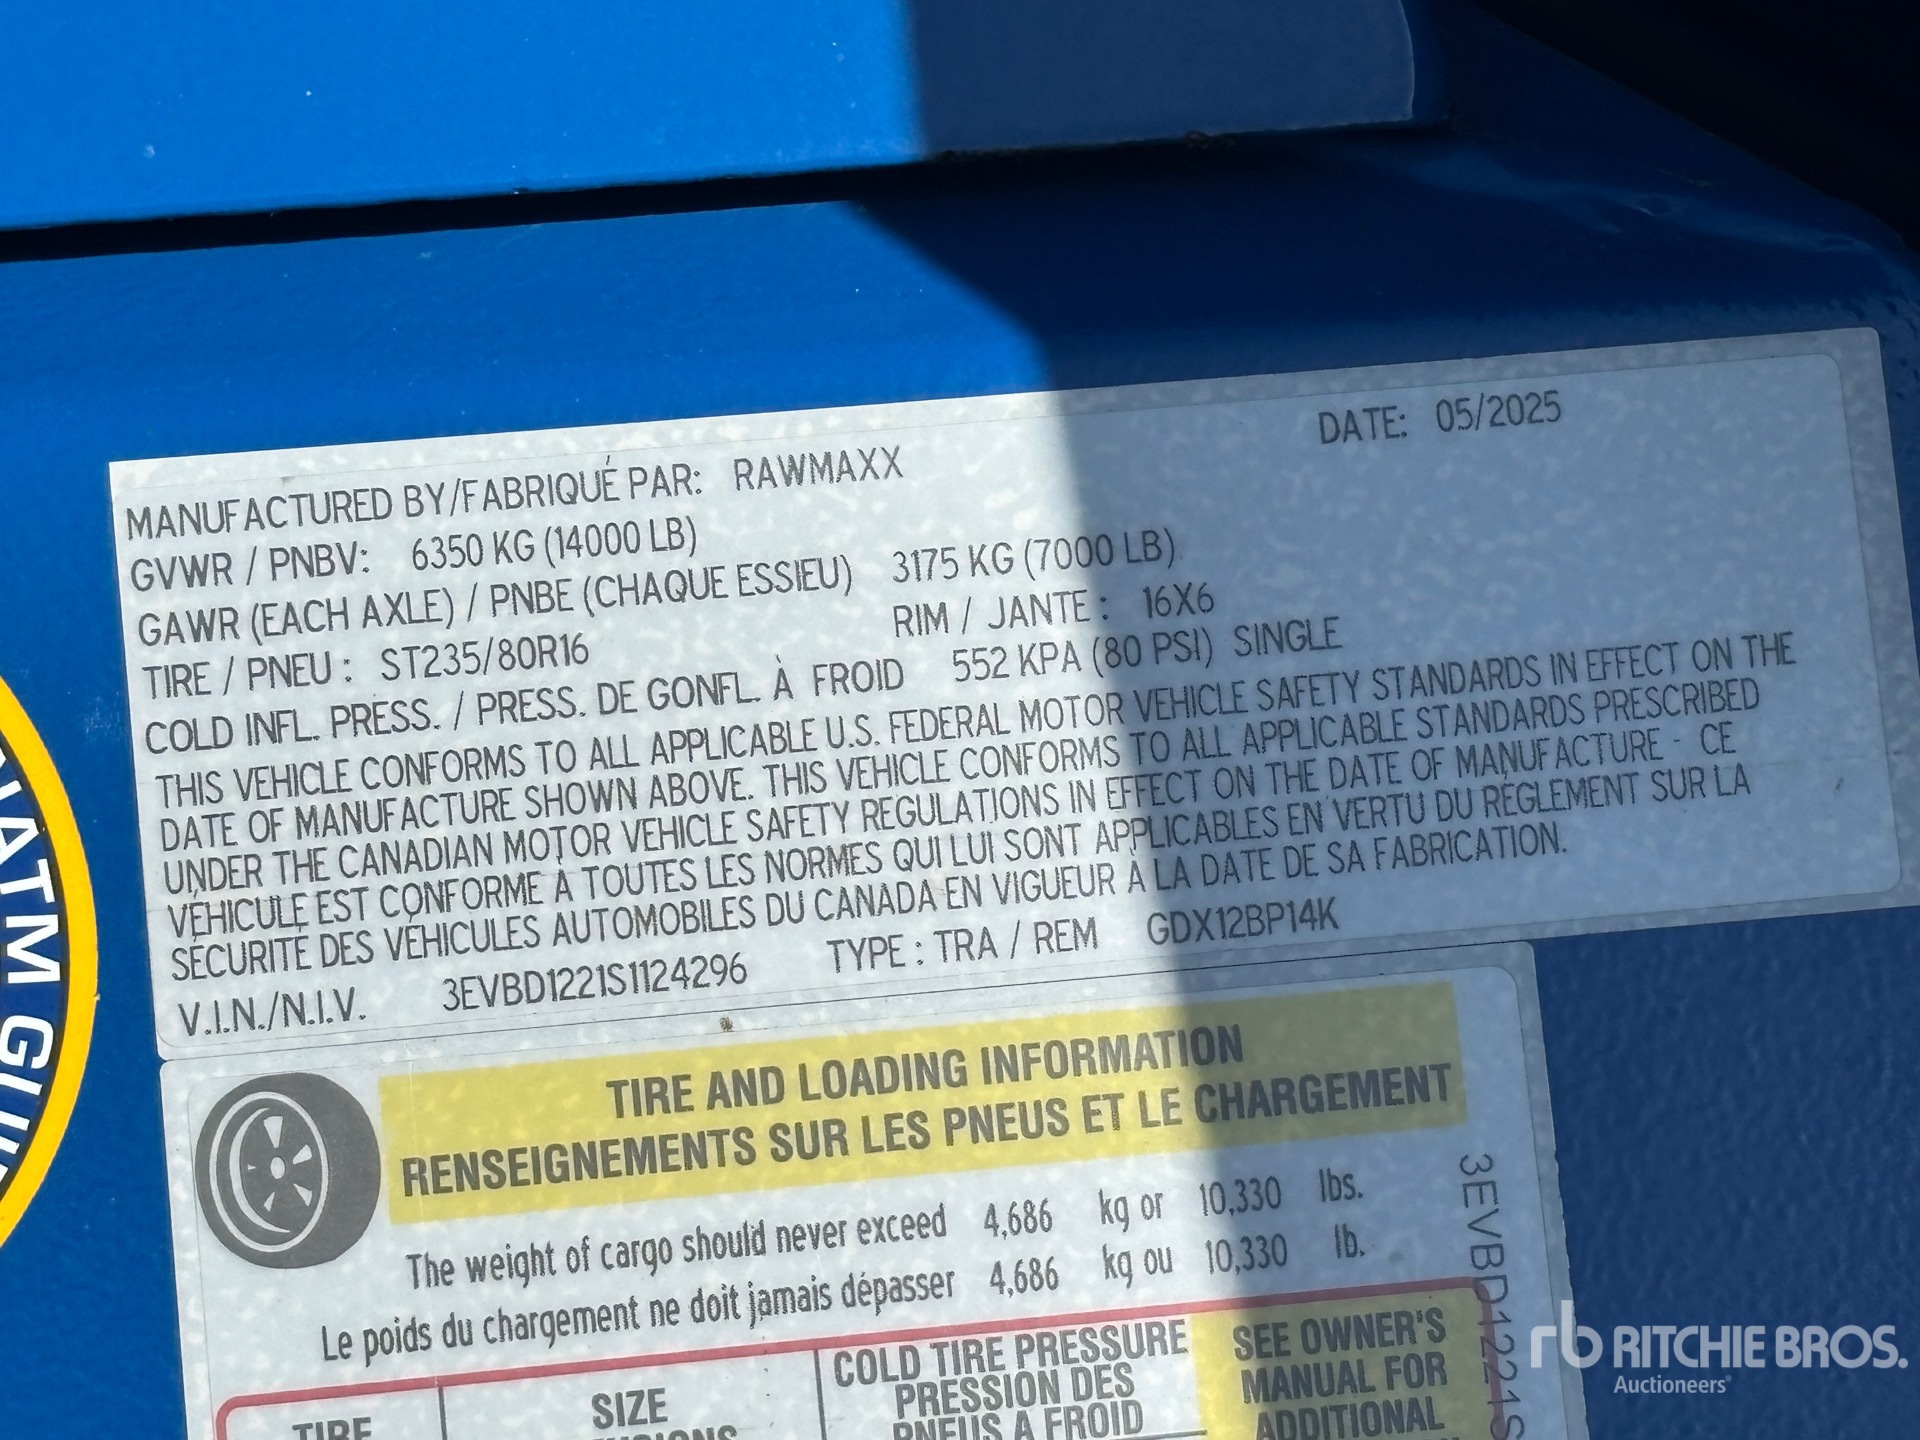 DATE: 05/2025
MANUFACTURED BY/FABRIQUÉ PAR: RAWMAXX
GVWR / PNBV: 6350 KG (14000 LB)
GAWR (EACH AXLE) / PNBE (CHAQUE ESSIEU) 3175 KG (7000 LB)
TIRE / PNEU : ST235/80R16 RIM / JANTE : 16X6
COLD INFL. PRESS. / PRESS. DE GONFL. À FROID 552 KPA (80 PSI) SINGLE
THIS VEHICLE CONFORMS TO ALL APPLICABLE U.S. FEDERAL MOTOR VEHICLE SAFETY STANDARDS IN EFFECT ON THE
DATE OF MANUFACTURE SHOWN ABOVE. THIS VEHICLE CONFORMS TO ALL APPLICABLE STANDARDS PRESCRIBED
UNDER THE CANADIAN MOTOR VEHICLE SAFETY REGULATIONS IN EFFECT ON THE DATE OF MANUFACTURE - CE
VÉHICULE EST CONFORME À TOUTES LES NORMES QUI LUI SONT APPLICABLES EN VERTU DU RÈGLEMENT SUR LA
SÉCURITÉ DES VÉHICULES AUTOMOBILES DU CANADA EN VIGUEUR À LA DATE DE SA FABRICATION.
V.I.N./N.I.V. 3EVBD1221S1124296 TYPE : TRA / REM GDX12BP14K
TIRE AND LOADING INFORMATION
RENSEIGNEMENTS SUR LES PNEUS ET LE CHARGEMENT
The weight of cargo should never exceed 4,686 kg or 10,330 lbs.
Le poids du chargement ne doit jamais dépasser 4,686 kg ou 10,330 lb.
TIRE
SIZE
COLD TIRE PRESSURE
PRESSION DES
PNEUS A FROID
SEE OWNER'S
MANUAL FOR
ADDITIONAL
3EVBD1221S
NATM
RITCHIE BROS.
Auctioneers